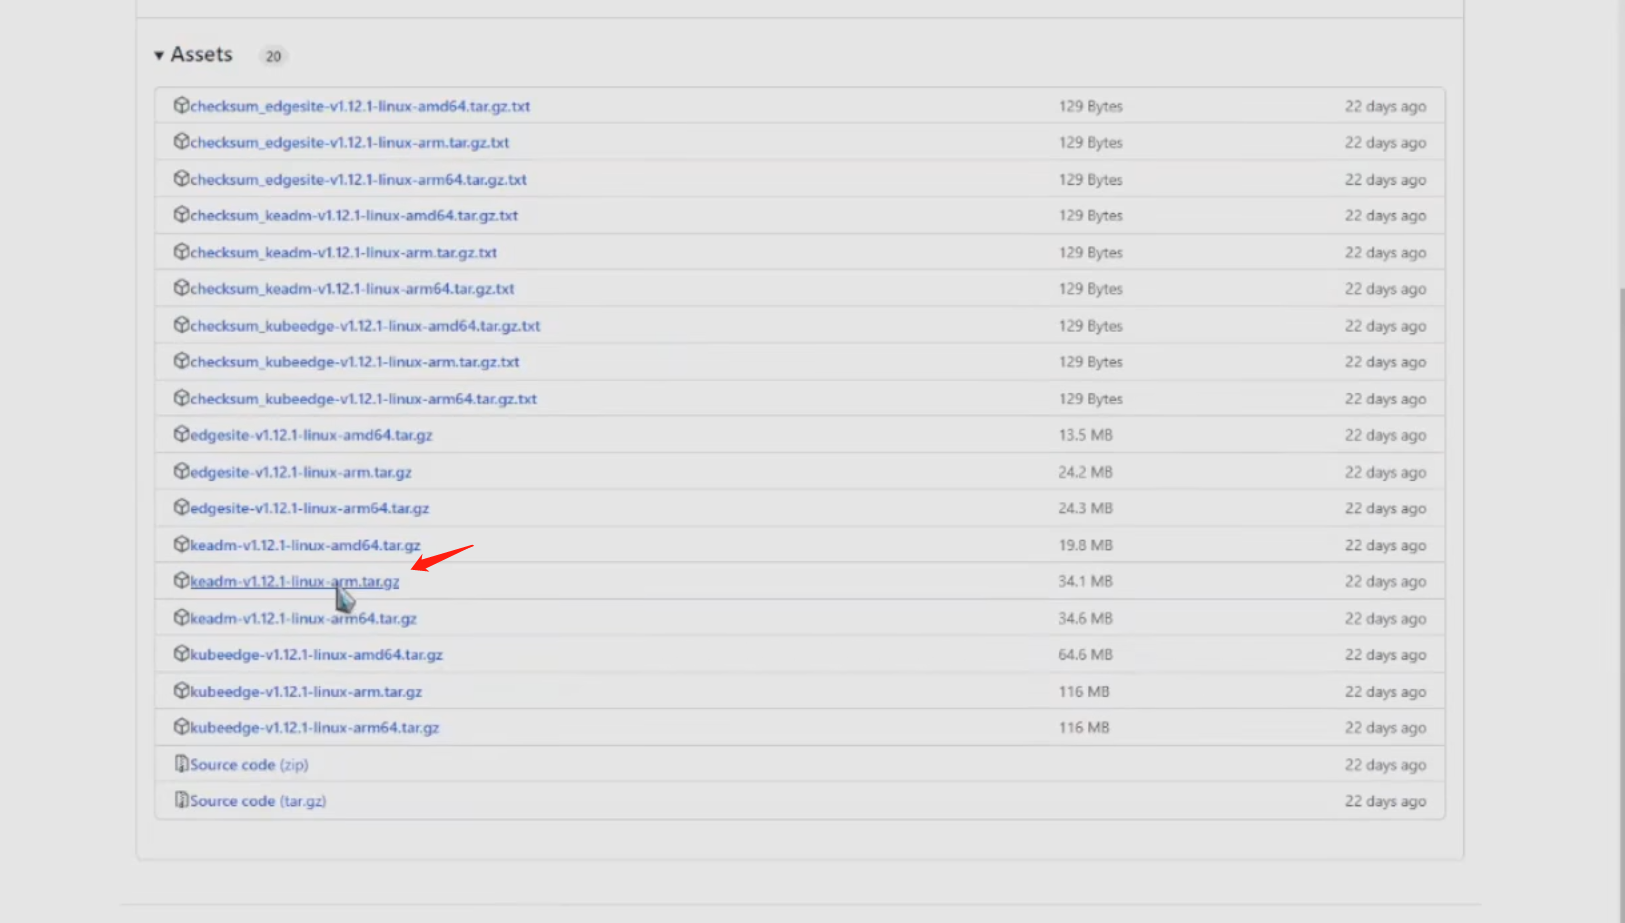 Assets 20
checksum_edgesite-v1.12.1-linux-amd64.tar.gz.txt 129 Bytes 22 days ago
checksum_edgesite-v1.12.1-linux-arm.tar.gz.txt 129 Bytes 22 days ago
checksum_edgesite-v1.12.1-linux-arm64.tar.gz.txt 129 Bytes 22 days ago
checksum_keadm-v1.12.1-linux-amd64.tar.gz.txt 129 Bytes 22 days ago
checksum_keadm-v1.12.1-linux-arm.tar.gz.txt 129 Bytes 22 days ago
checksum_keadm-v1.12.1-linux-arm64.tar.gz.txt 129 Bytes 22 days ago
checksum_kubeedge-v1.12.1-linux-amd64.tar.gz.txt 129 Bytes 22 days ago
checksum_kubeedge-v1.12.1-linux-arm.tar.gz.txt 129 Bytes 22 days ago
checksum_kubeedge-v1.12.1-linux-arm64.tar.gz.txt 129 Bytes 22 days ago
edgesite-v1.12.1-linux-amd64.tar.gz 13.5 MB 22 days ago
edgesite-v1.12.1-linux-arm.tar.gz 24.2 MB 22 days ago
edgesite-v1.12.1-linux-arm64.tar.gz 24.3 MB 22 days ago
keadm-v1.12.1-linux-amd64.tar.gz 19.8 MB 22 days ago
keadm-v1.12.1-linux-arm.tar.gz 34.1 MB 22 days ago
keadm-v1.12.1-linux-arm64.tar.gz 34.6 MB 22 days ago
kubeedge-v1.12.1-linux-amd64.tar.gz 64.6 MB 22 days ago
kubeedge-v1.12.1-linux-arm.tar.gz 116 MB 22 days ago
kubeedge-v1.12.1-linux-arm64.tar.gz 116 MB 22 days ago
Source code (zip) 22 days ago
Source code (tar.gz) 22 days ago